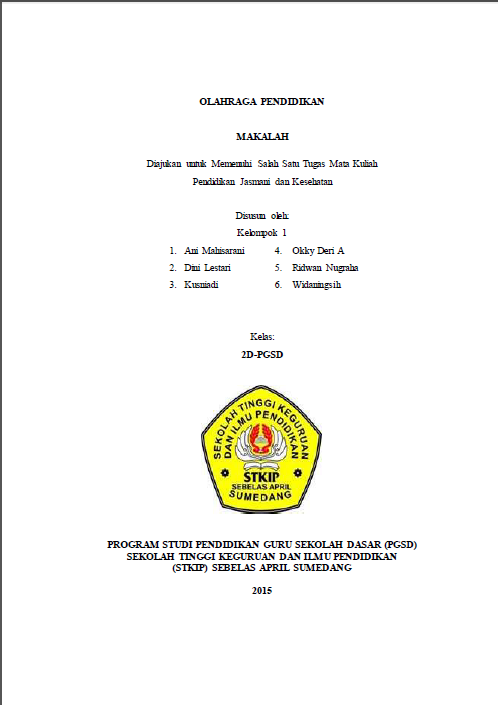 OLAHRAGA PENDIDIKAN
MAKALAH
Diajukan untuk Memenuhi Salah Satu Tugas Mata Kuliah
Pendidikan Jasmani dan Kesehatan
Disusun oleh:
Kelompok 1
1. Ani Mahisarani 4. Okky Deri A
2. Dini Lestari 5. Ridwan Nugraha
3. Kusniadi 6. Widaningsih
Kelas:
2D-PGSD
SEKOLAH TINGGI KEGURUAN
DAN ILMU PENDIDIKAN
STKIP
SEBELAS APRIL
SUMEDANG
PROGRAM STUDI PENDIDIKAN GURU SEKOLAH DASAR (PGSD)
SEKOLAH TINGGI KEGURUAN DAN ILMU PENDIDIKAN
(STKIP) SEBELAS APRIL SUMEDANG
2015